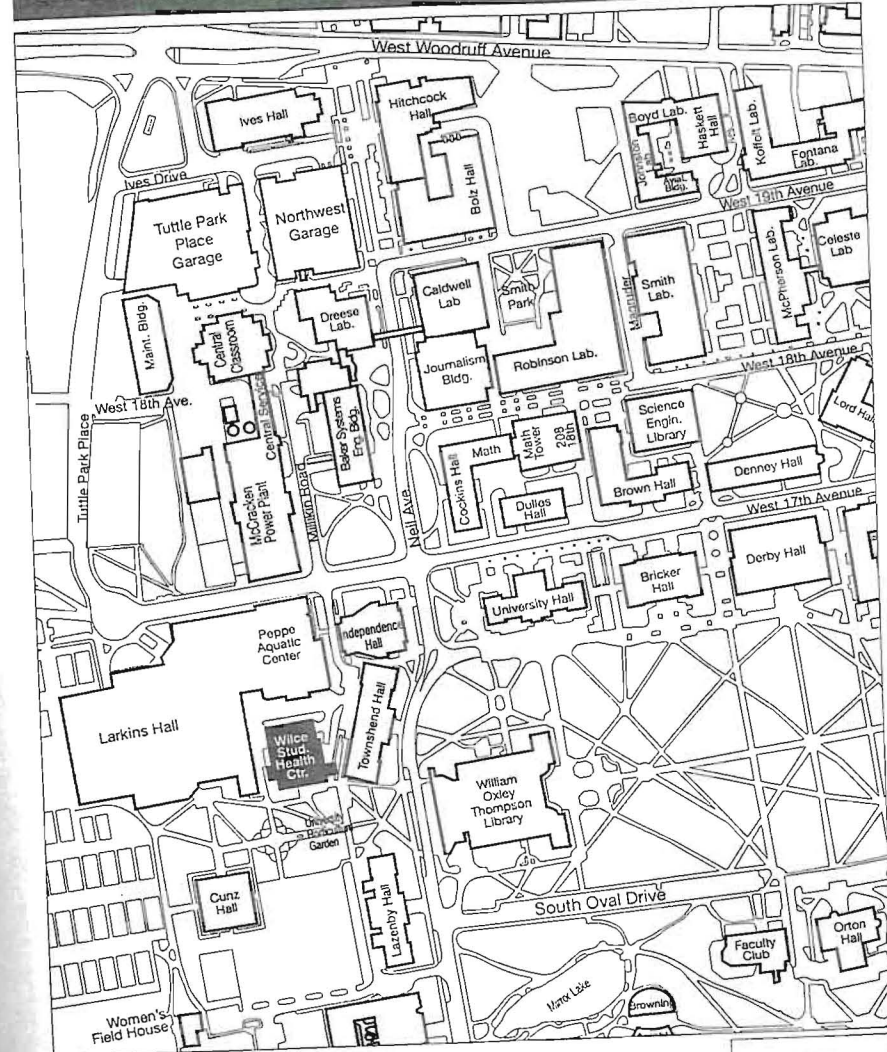 West Woodruff Avenue
Ives Hall
Hitchcock
Hall
Boyd Lab.
Haskett
Hall
Johnston
Lab
Aviat.
Bldg.
Koffolt Lab.
Fontana
Lab.
Ives Drive
Bolz Hall
West 19th Avenue
Tuttle Park
Place
Garage
Northwest
Garage
Maint. Bldg.
Central
Classroom
Dreese
Lab.
Caldwell
Lab
Smith
Park
Magruder
Smith
Lab.
McPherson Lab.
Celeste
Lab
Journalism
Bldg.
Robinson Lab.
West 18th Avenue
West 18th Ave.
Central Service
Baker Systems
Eng. Bldg.
Science
Engin.
Library
Lord Hall
Tuttle Park Place
McCracken
Power Plant
Millikin Road
Neil Ave.
Cockins Hall
Math
Math
Tower
208
18th
Dulles
Hall
Brown Hall
Denney Hall
West 17th Avenue
Peppe
Aquatic
Center
ndependence
Hall
University Hall
Bricker
Hall
Derby Hall
Larkins Hall
Wilce
Stud.
Health
Ctr.
Townshend Hall
William
Oxley
Thompson
Library
University
Horticulture
Garden
Cunz
Hall
Lazenby Hall
South Oval Drive
Faculty
Club
Orton
Hall
Mirror Lake
Browning
Women's
Field House